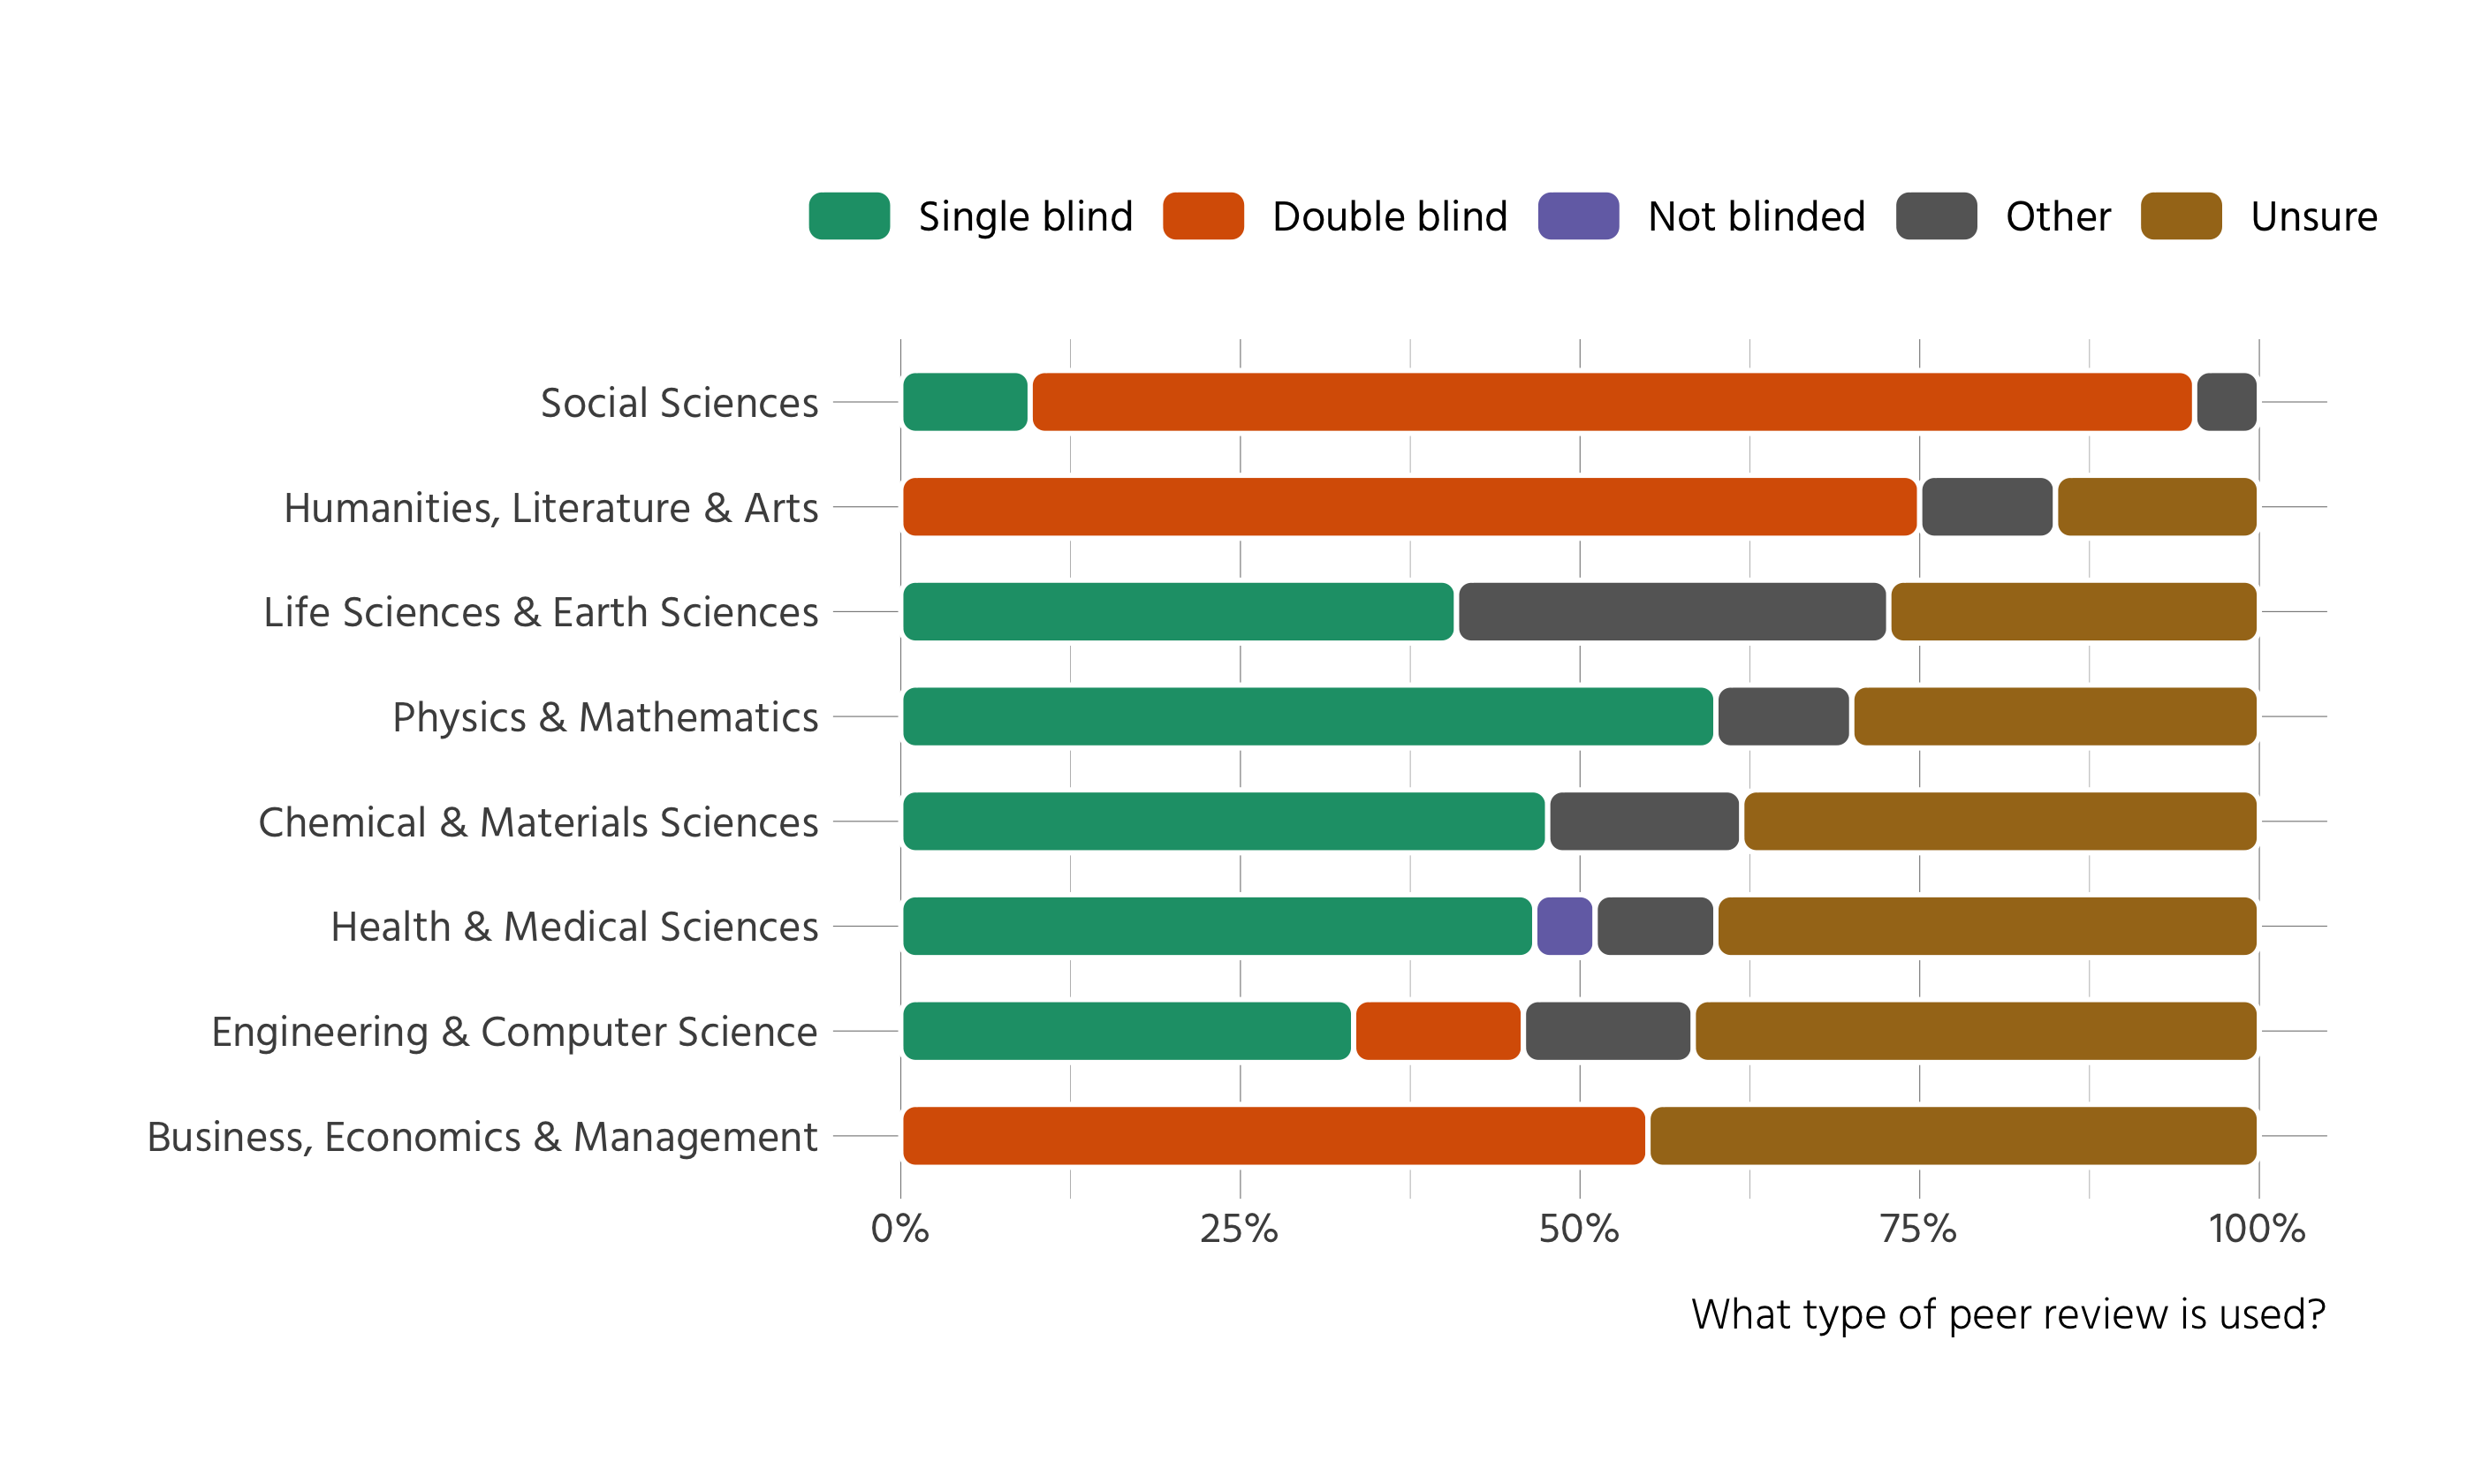 Single blind Double blind Not blinded Other Unsure
Social Sciences
Humanities, Literature & Arts
Life Sciences & Earth Sciences
Physics & Mathematics
Chemical & Materials Sciences
Health & Medical Sciences
Engineering & Computer Science
Business, Economics & Management
0% 25% 50% 75% 100%
What type of peer review is used?